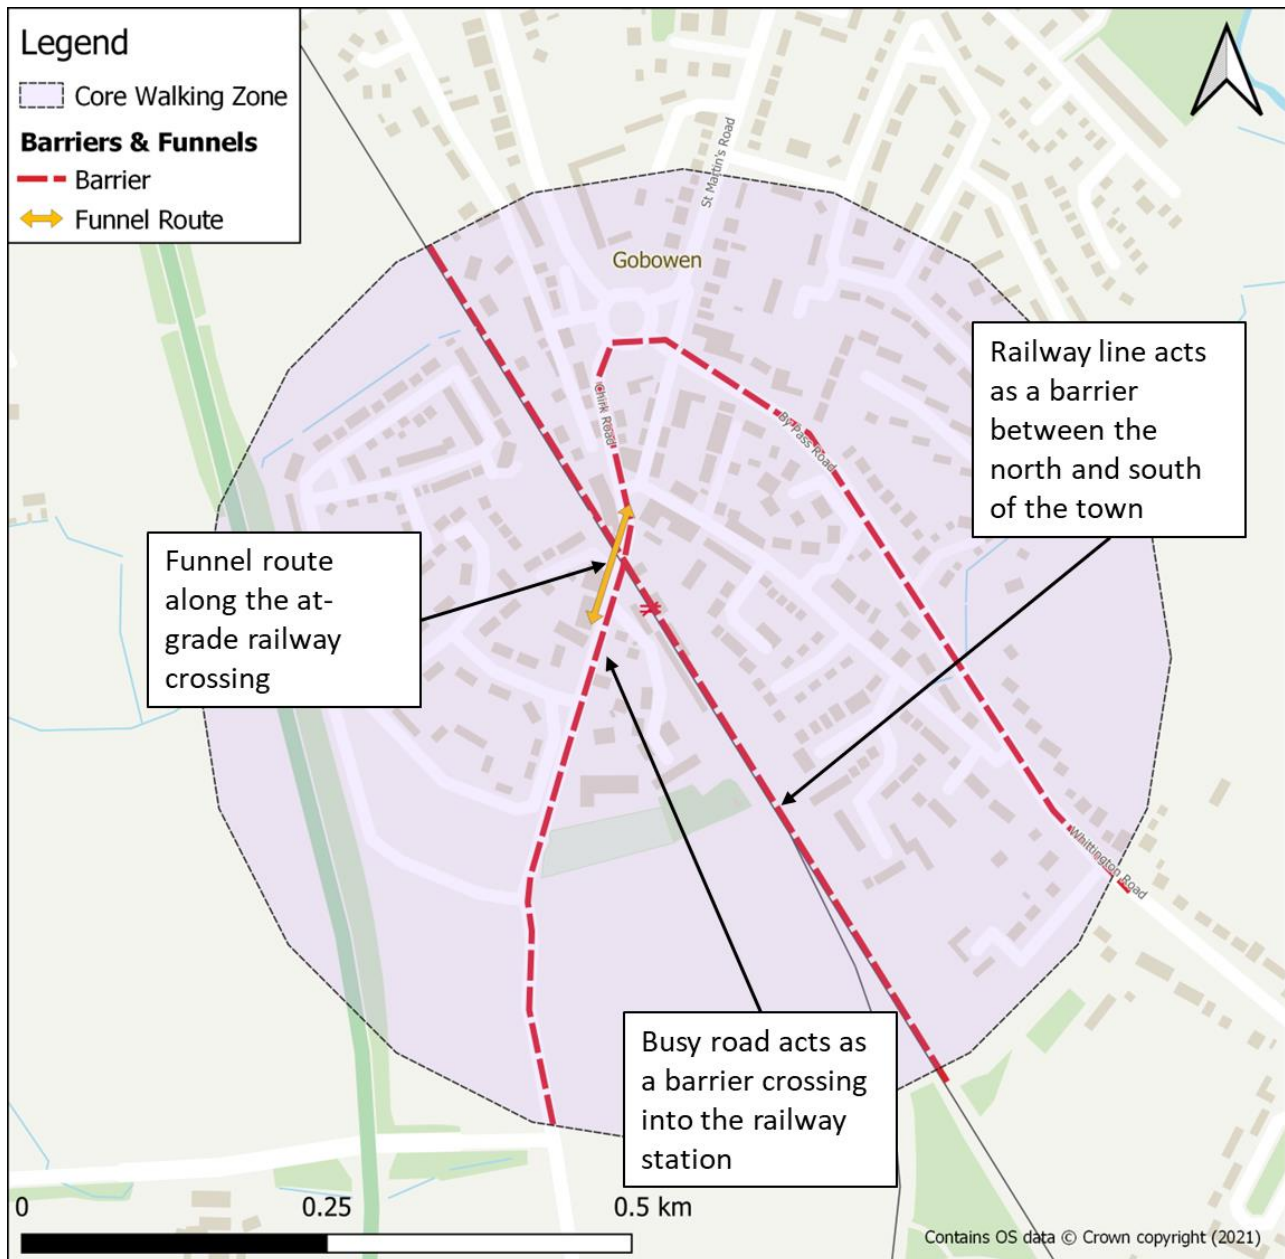 Legend
Core Walking Zone
Barriers & Funnels
Barrier
Funnel Route
St Martin's Road
Gobowen
Railway line acts
as a barrier
between the
north and south
of the town
Chirk Road
By Pass Road
Funnel route
along the at-
grade railway
crossing
Whittington Road
Busy road acts as
a barrier crossing
into the railway
station
0
0.25
0.5 km
Contains OS data © Crown copyright (2021)